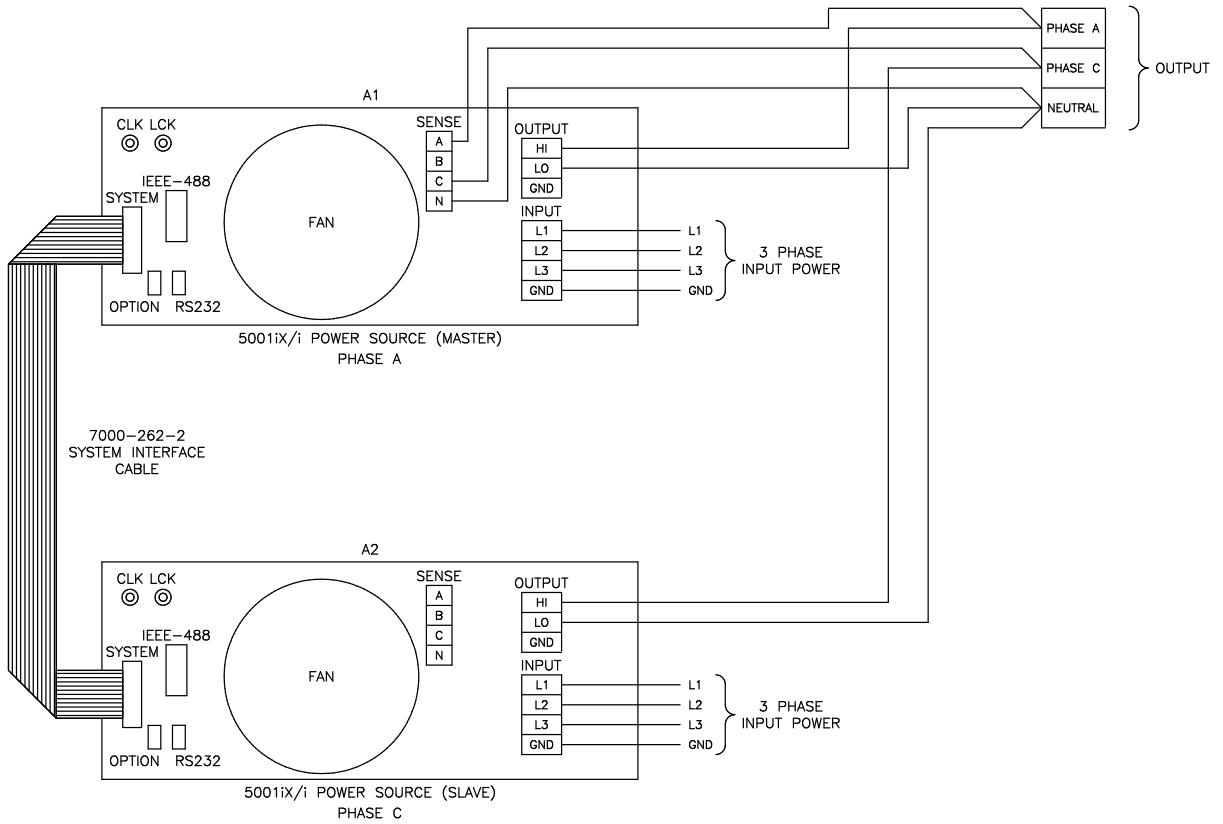 PHASE A
PHASE C
NEUTRAL
OUTPUT
A1
CLK LCK
SENSE
A
B
C
N
OUTPUT
HI
LO
GND
IEEE-488
SYSTEM
FAN
INPUT
L1
L2
L3
GND
L1
L2
L3
GND
3 PHASE
INPUT POWER
OPTION
RS232
5001iX/i POWER SOURCE (MASTER)
PHASE A
7000-262-2
SYSTEM INTERFACE
CABLE
A2
CLK LCK
SENSE
A
B
C
N
OUTPUT
HI
LO
GND
IEEE-488
SYSTEM
FAN
INPUT
L1
L2
L3
GND
L1
L2
L3
GND
3 PHASE
INPUT POWER
OPTION
RS232
5001iX/i POWER SOURCE (SLAVE)
PHASE C